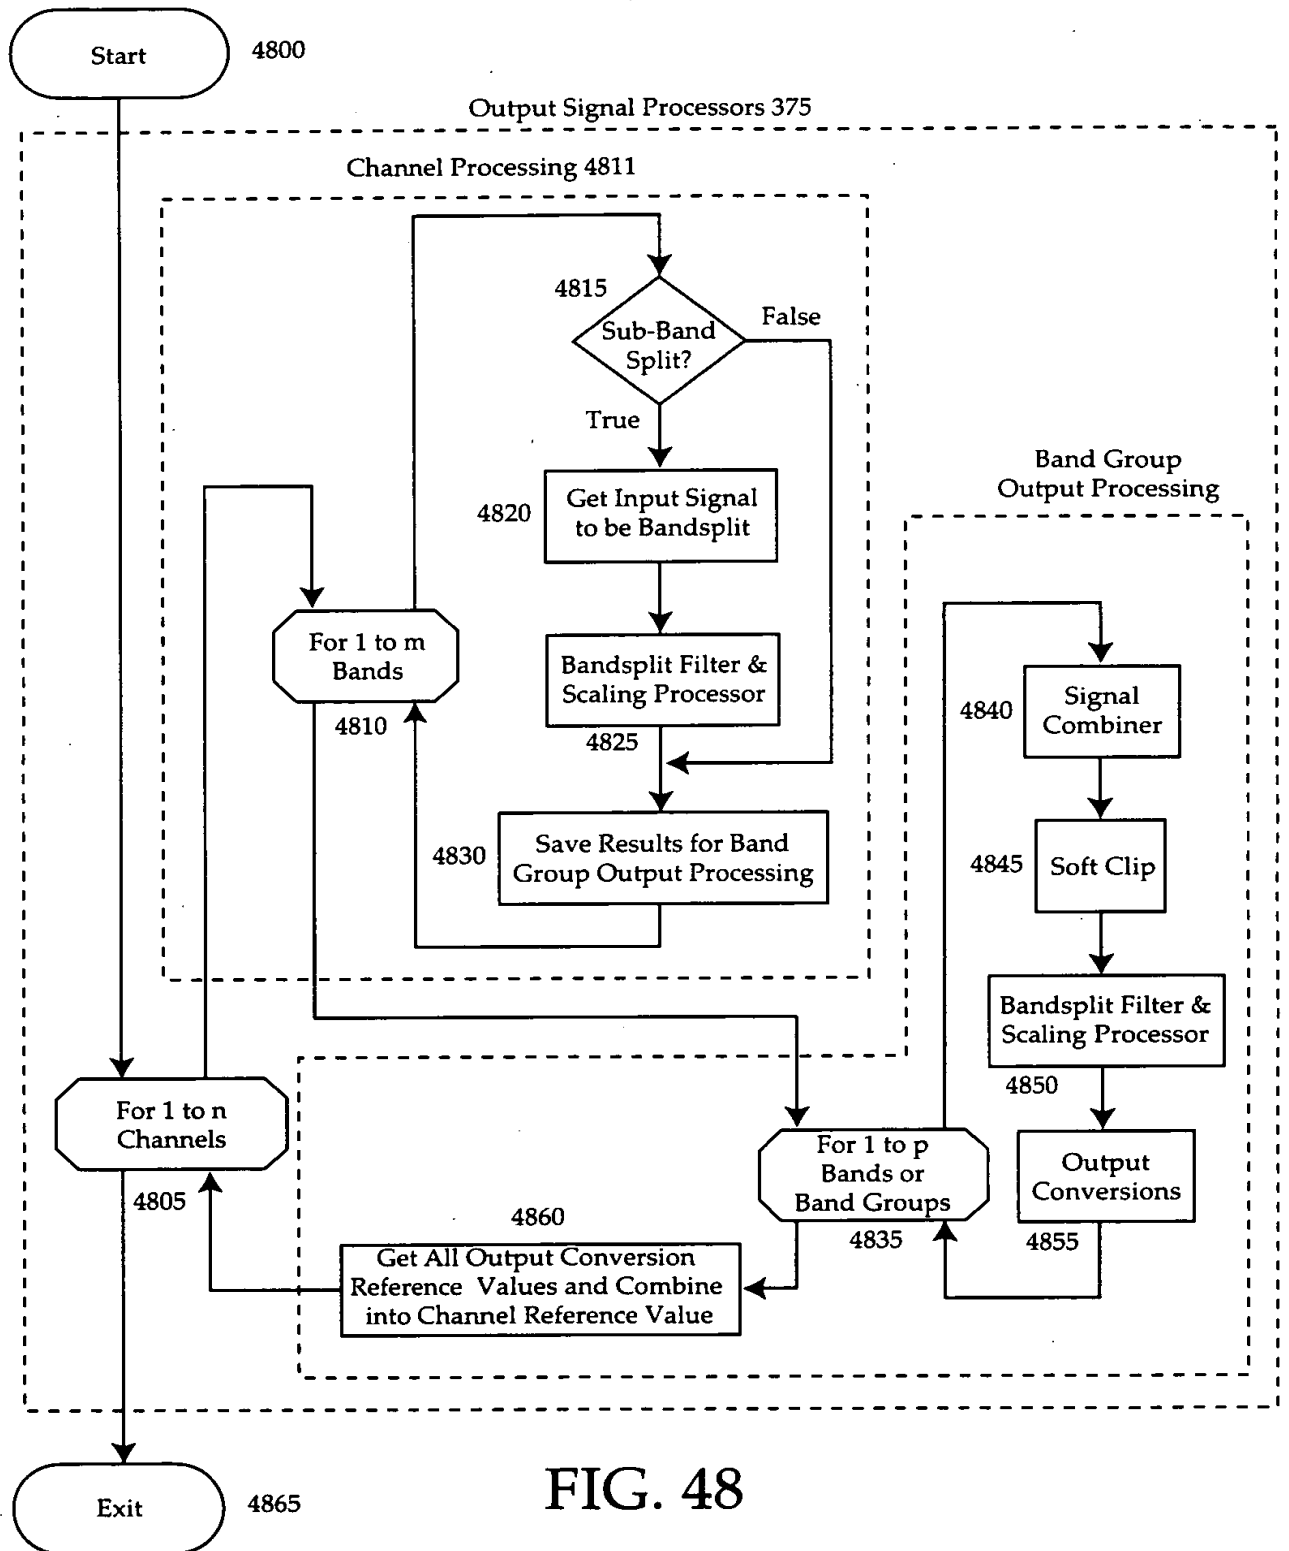 Start
4800
Output Signal Processors 375
Channel Processing 4811
4815
Sub-Band
Split?
False
True
Band Group
Output Processing
4820
Get Input Signal
to be Bandsplit
For 1 to m
Bands
4810
Bandsplit Filter &
Scaling Processor
4825
4840
Signal
Combiner
4830
Save Results for Band
Group Output Processing
4845
Soft Clip
Bandsplit Filter &
Scaling Processor
4850
For 1 to n
Channels
4805
For 1 to p
Bands or
Band Groups
4835
Output
Conversions
4855
4860
Get All Output Conversion
Reference Values and Combine
into Channel Reference Value
Exit
4865
FIG. 48